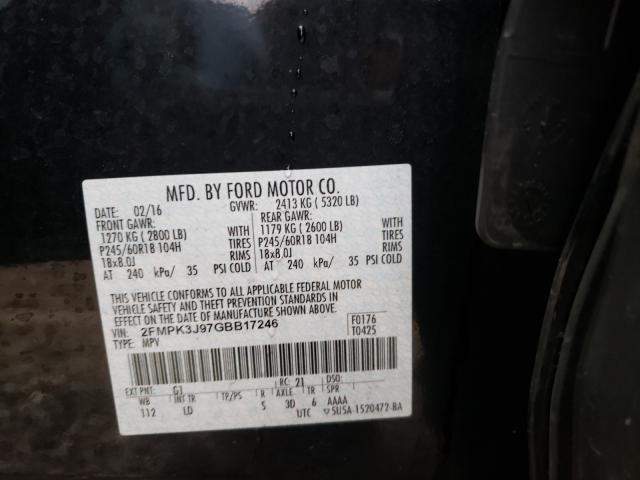 MFD. BY FORD MOTOR CO.
DATE: 02/16 GVWR: 2413 KG ( 5320 LB)
FRONT GAWR: REAR GAWR:
1270 KG ( 2800 LB) WITH 1179 KG ( 2600 LB) WITH
P245/60R18 104H TIRES P245/60R18 104H TIRES
18x8.0J RIMS 18x8.0J RIMS
AT 240 kPa/ 35 PSI COLD AT 240 kPa/ 35 PSI COLD
THIS VEHICLE CONFORMS TO ALL APPLICABLE FEDERAL MOTOR
VEHICLE SAFETY AND THEFT PREVENTION STANDARDS IN
EFFECT ON THE DATE OF MANUFACTURE SHOWN ABOVE.
VIN: 2FMPK3J97GBB17246 F0176
TYPE: MPV T0425
EXT PNT: G1 RC: 21 DSO:
WB INT TR TP/PS R AXLE TR SPR
112 LD S 3D 6 AAAA
UTC 5U5A-1520472-BA